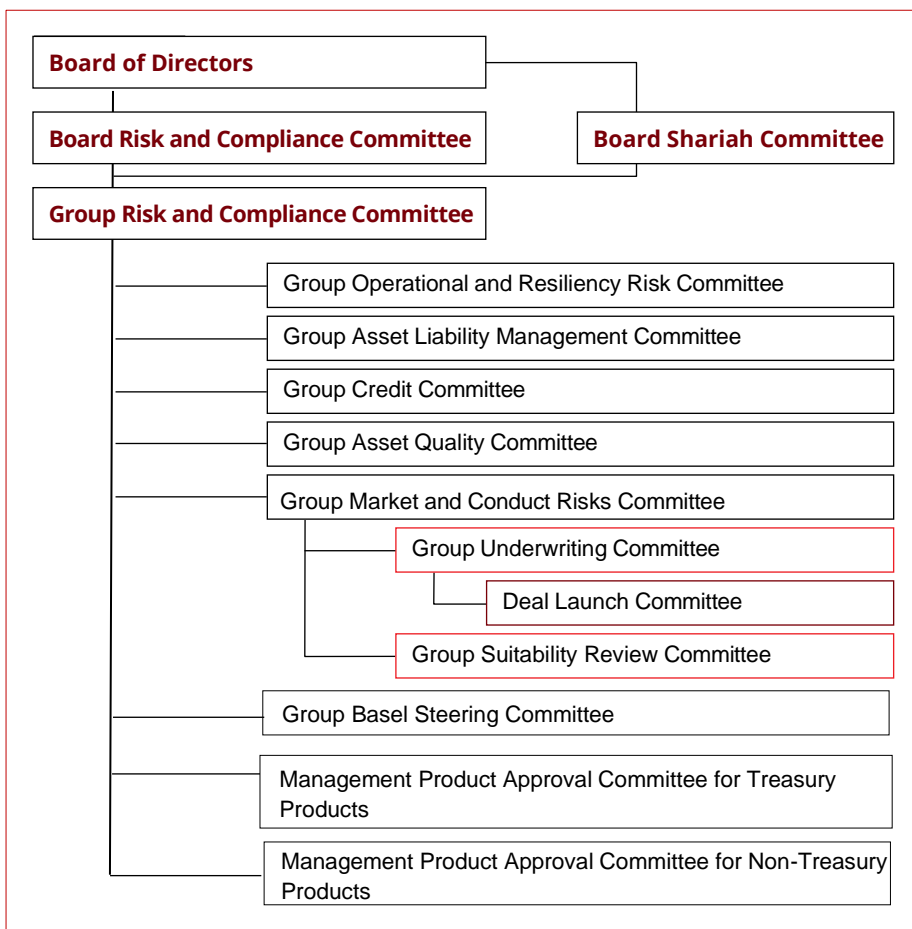 Board of Directors
Board Risk and Compliance Committee
Board Shariah Committee
Group Risk and Compliance Committee
Group Operational and Resiliency Risk Committee
Group Asset Liability Management Committee
Group Credit Committee
Group Asset Quality Committee
Group Market and Conduct Risks Committee
Group Underwriting Committee
Deal Launch Committee
Group Suitability Review Committee
Group Basel Steering Committee
Management Product Approval Committee for Treasury
Products
Management Product Approval Committee for Non-Treasury
Products